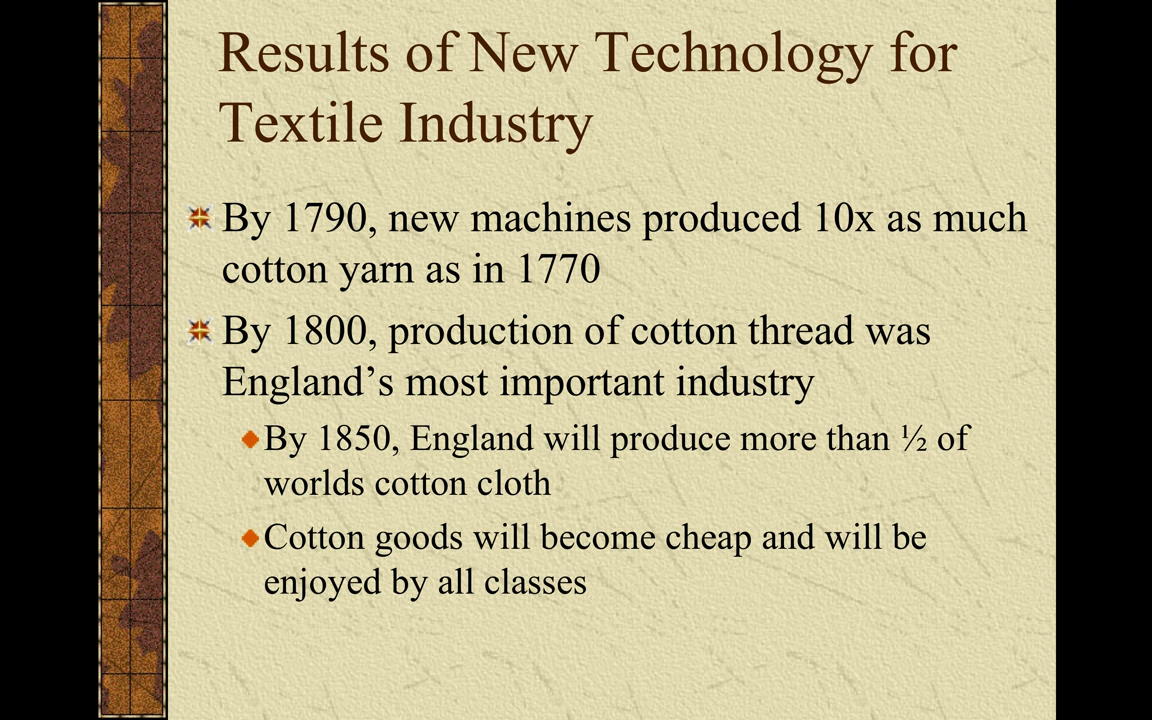 Results of New Technology for
Textile Industry
By 1790, new machines produced 10x as much
cotton yarn as in 1770
By 1800, production of cotton thread was
England’s most important industry
By 1850, England will produce more than ½ of
worlds cotton cloth
Cotton goods will become cheap and will be
enjoyed by all classes